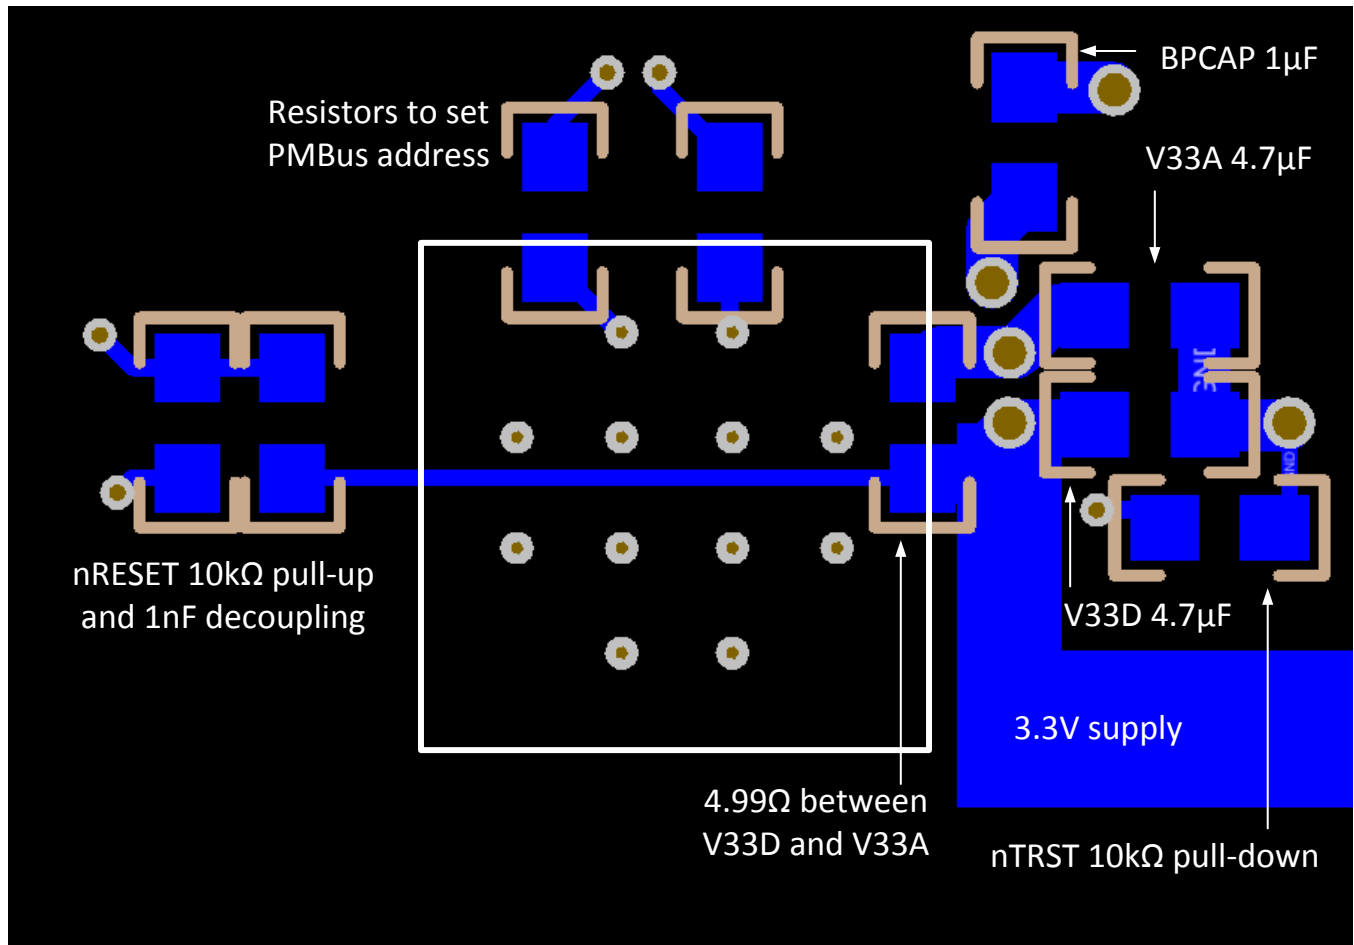 BPCAP 1µF
Resistors to set
PMBus address
V33A 4.7µF
nRESET 10kΩ pull-up
and 1nF decoupling
V33D 4.7µF
3.3V supply
4.99Ω between
V33D and V33A
nTRST 10kΩ pull-down